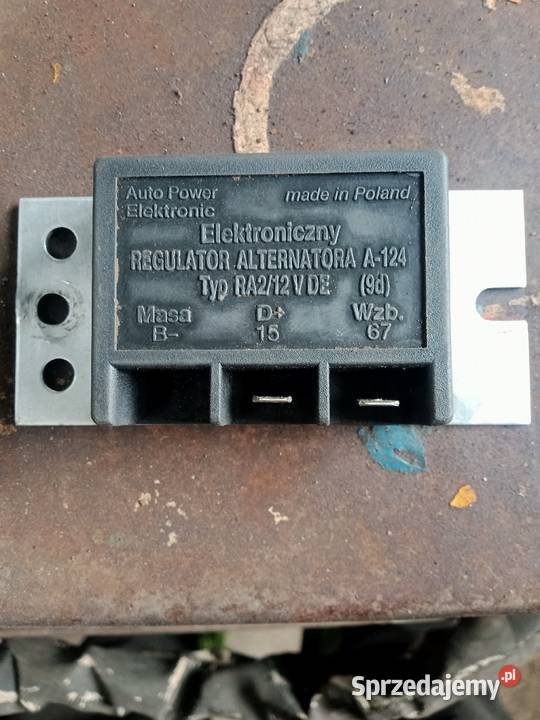 Auto Power made in Poland
Elektronic
Elektroniczny
REGULATOR ALTERNATORA A-124
Typ RA2/12 V DE (9d)
Masa D+ Wzb.
B- 15 67
Sprzedajemy.pl